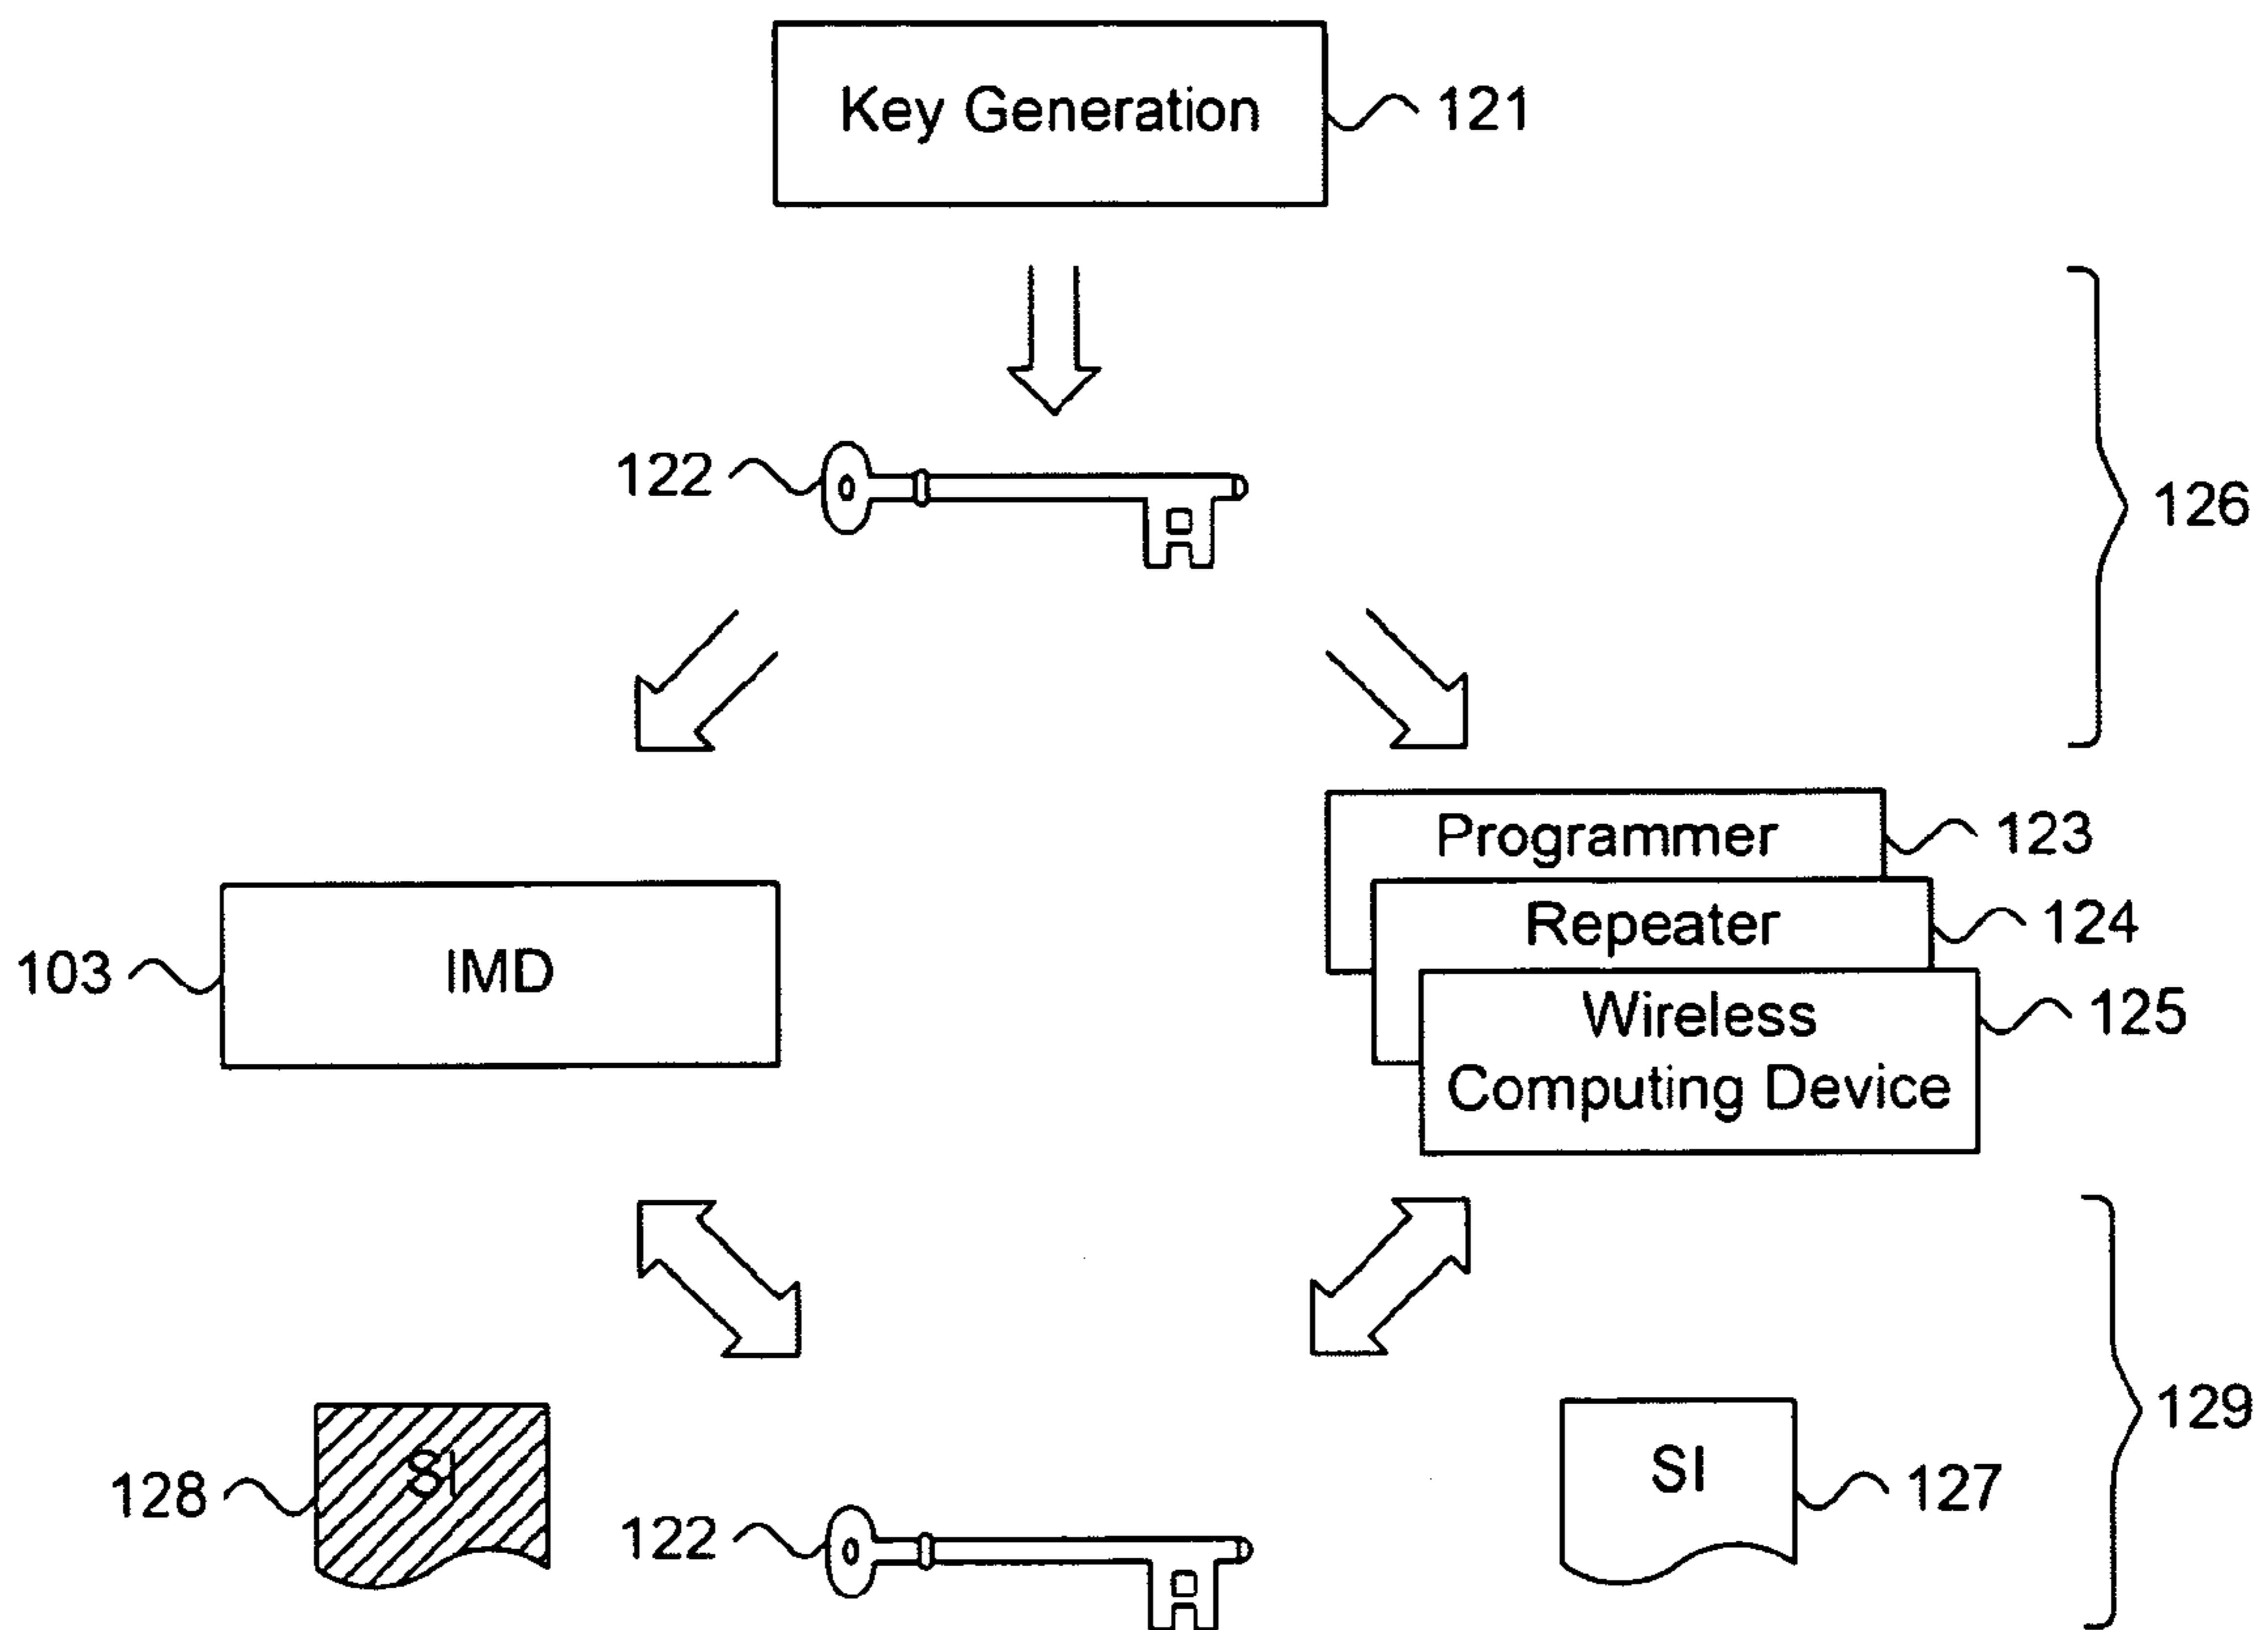 Key Generation
121
122
126
Programmer
123
Repeater
124
103
IMD
Wireless
125
Computing Device
128
SI
127
129
122